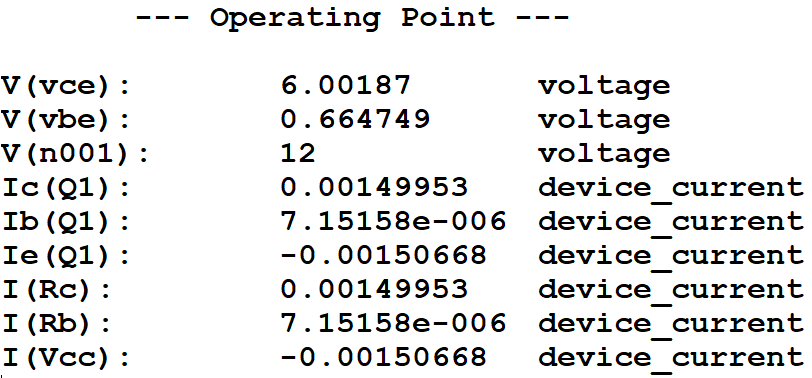 --- Operating Point ---
V(vce): 6.00187 voltage
V(vbe): 0.664749 voltage
V(n001): 12 voltage
Ic(Q1): 0.00149953 device_current
Ib(Q1): 7.15158e-006 device_current
Ie(Q1): -0.00150668 device_current
I(Rc): 0.00149953 device_current
I(Rb): 7.15158e-006 device_current
I(Vcc): -0.00150668 device_current